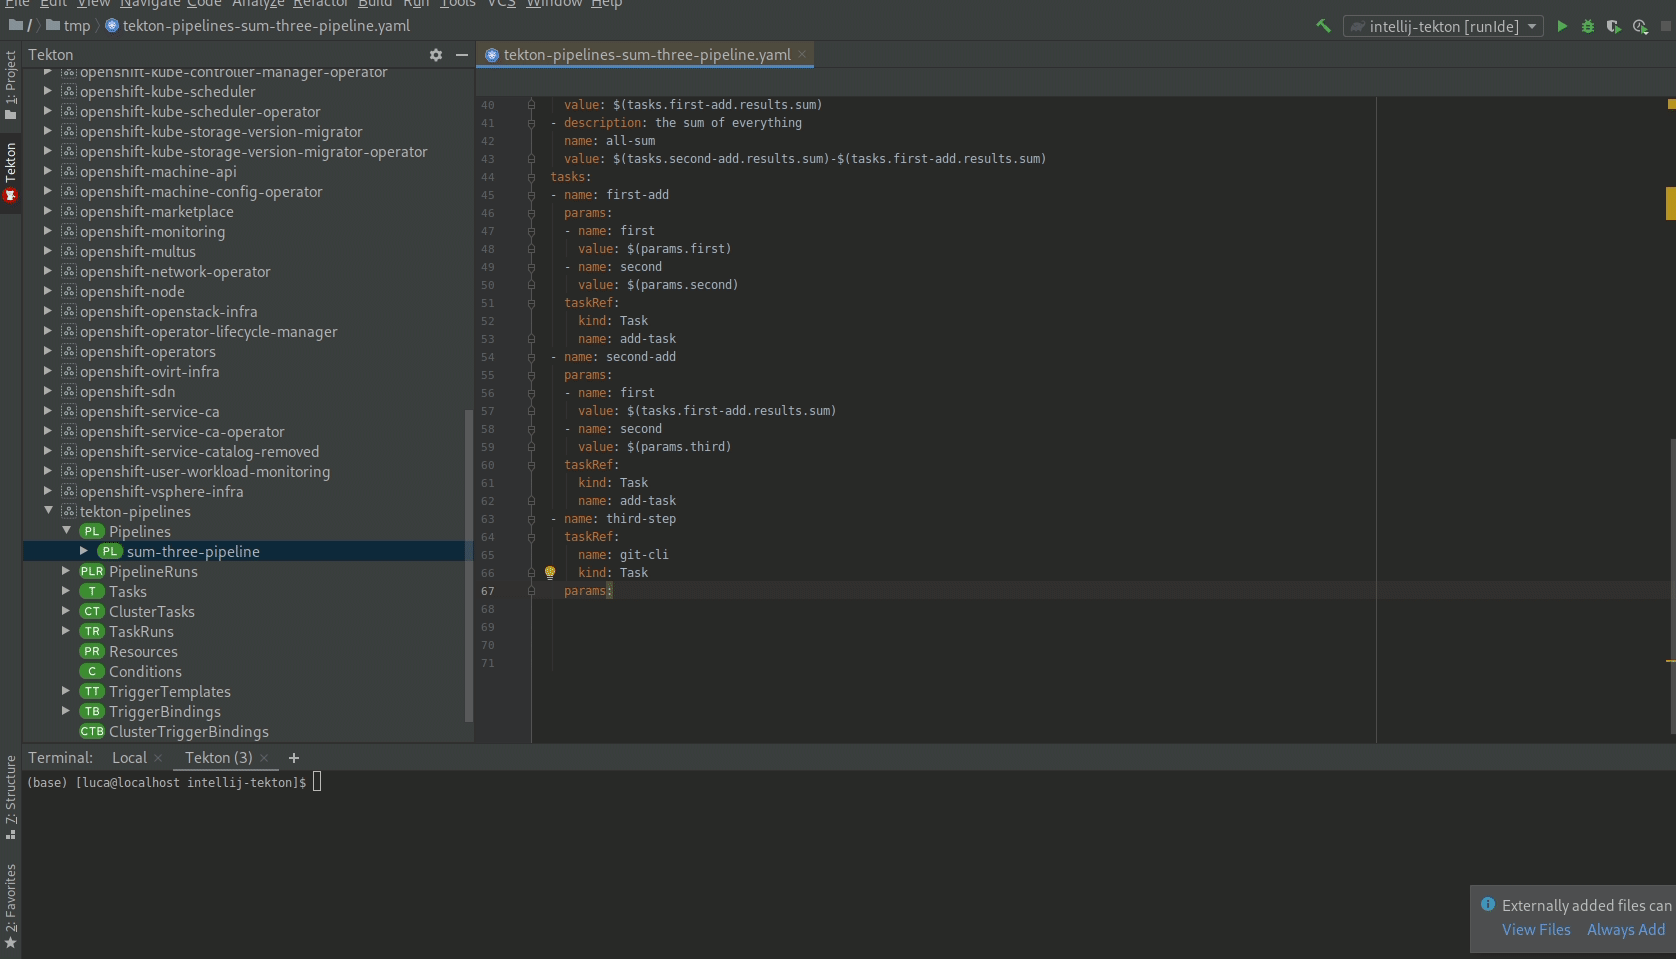 File Edit View Navigate Code Analyze Refactor Build Run Tools VCS Window Help
/ tmp tekton-pipelines-sum-three-pipeline.yaml
intellij-tekton [runIde]
1: Project
Tekton
7: Structure
2: Favorites
Tekton
openshift-kube-controller-manager-operator
openshift-kube-scheduler
openshift-kube-scheduler-operator
openshift-kube-storage-version-migrator
openshift-kube-storage-version-migrator-operator
openshift-machine-api
openshift-machine-config-operator
openshift-marketplace
openshift-monitoring
openshift-multus
openshift-network-operator
openshift-node
openshift-openstack-infra
openshift-operator-lifecycle-manager
openshift-operators
openshift-ovirt-infra
openshift-sdn
openshift-service-ca
openshift-service-ca-operator
openshift-service-catalog-removed
openshift-user-workload-monitoring
openshift-vsphere-infra
tekton-pipelines
PL Pipelines
PL sum-three-pipeline
PLR PipelineRuns
T Tasks
CT ClusterTasks
TR TaskRuns
PR Resources
C Conditions
TT TriggerTemplates
TB TriggerBindings
CTB ClusterTriggerBindings
tekton-pipelines-sum-three-pipeline.yaml
40 value: $(tasks.first-add.results.sum)
41 - description: the sum of everything
42 name: all-sum
43 value: $(tasks.second-add.results.sum)-$(tasks.first-add.results.sum)
44 tasks:
45 - name: first-add
46 params:
47 - name: first
48 value: $(params.first)
49 - name: second
50 value: $(params.second)
51 taskRef:
52 kind: Task
53 name: add-task
54 - name: second-add
55 params:
56 - name: first
57 value: $(tasks.first-add.results.sum)
58 - name: second
59 value: $(params.third)
60 taskRef:
61 kind: Task
62 name: add-task
63 - name: third-step
64 taskRef:
65 name: git-cli
66 kind: Task
67 params:
68
69
70
71
Terminal: Local Tekton (3) +
(base) [luca@localhost intellij-tekton]$
Externally added files can
View Files Always Add